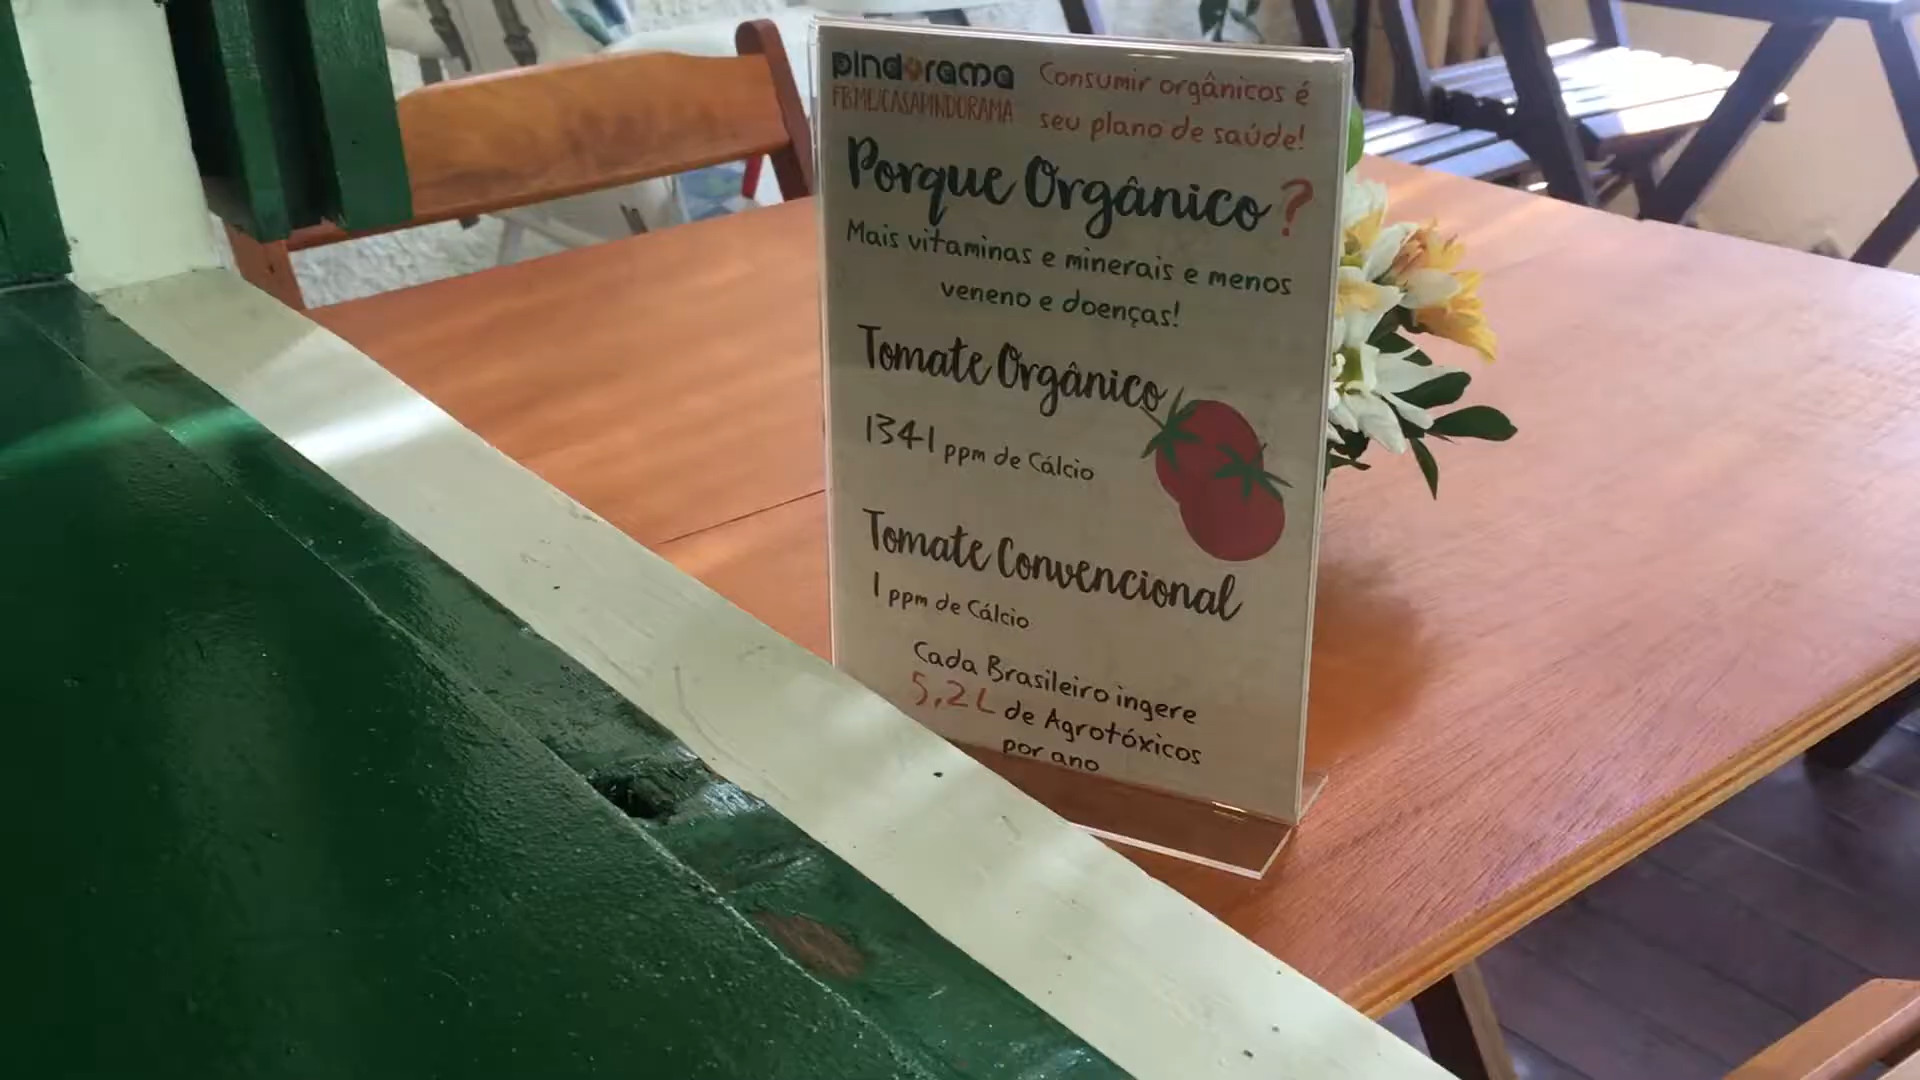 pindorama
FB.ME/CASAPINDORAMA
Consumir orgânicos é
seu plano de saúde!
Porque Orgânico?
Mais vitaminas e minerais e menos
veneno e doenças!
Tomate Orgânico
1341 ppm de Cálcio
Tomate Convencional
1 ppm de Cálcio
Cada Brasileiro ingere
5,2L de Agrotóxicos
por ano